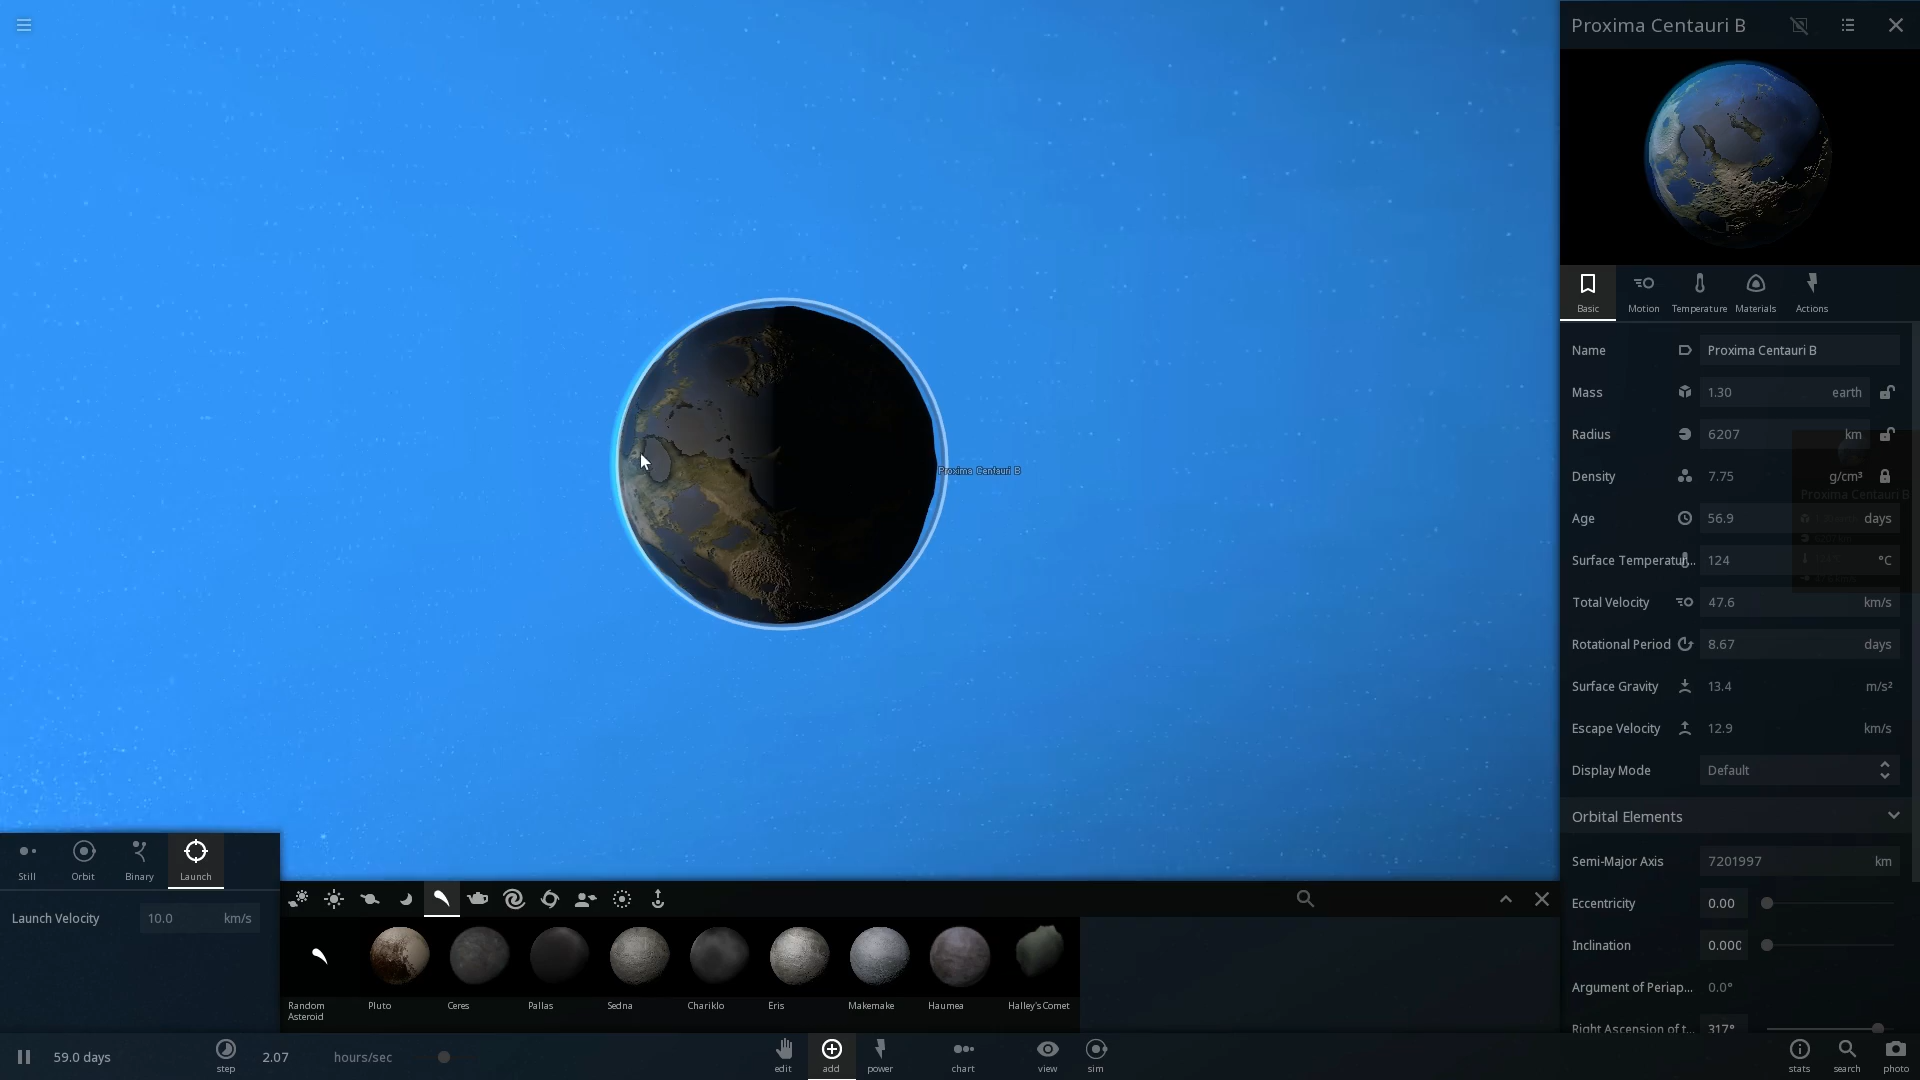 Proxima Centauri B
Basic
Motion
Temperature
Materials
Actions
Name Proxima Centauri B
Mass 1.30 earth
Radius 6207 km
Density 7.75 g/cm³
Proxima Centauri B
Age 56.9 days
Surface Temperatur... 124 °C
Total Velocity 47.6 km/s
Rotational Period 8.67 days
Surface Gravity 13.4 m/s²
Escape Velocity 12.9 km/s
Display Mode Default
Orbital Elements
Semi-Major Axis 7201997 km
Eccentricity 0.00
Inclination 0.000
Argument of Periap... 0.0°
Right Ascension of t... 317°
Proxima Centauri B
Still
Orbit
Binary
Launch
Launch Velocity 10.0 km/s
Random Asteroid
Pluto
Ceres
Pallas
Sedna
Chariklo
Eris
Makemake
Haumea
Halley's Comet
59.0 days
step
2.07 hours/sec
edit
add
power
chart
view
sim
stats
search
photo